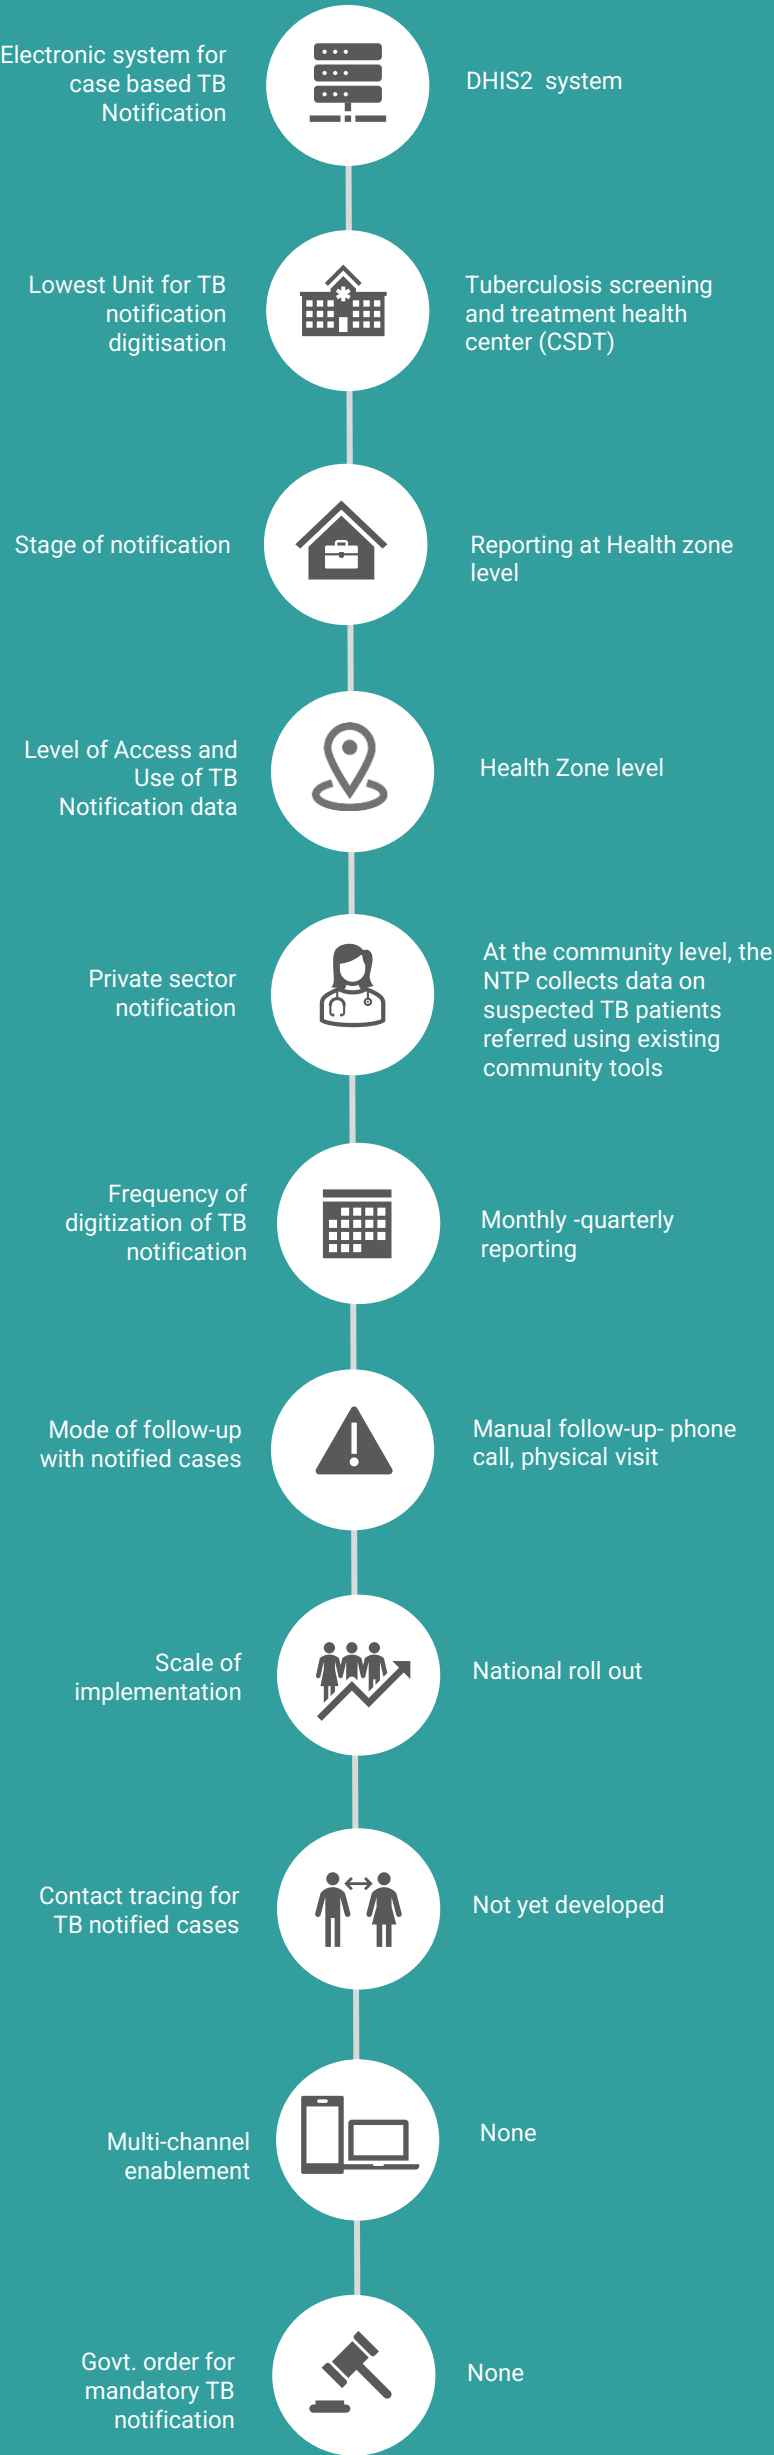 Electronic system for
case based TB
Notification
DHIS2 system
Lowest Unit for TB
notification
digitisation
Tuberculosis screening
and treatment health
center (CSDT)
Stage of notification
Reporting at Health zone
level
Level of Access and
Use of TB
Notification data
Health Zone level
Private sector
notification
At the community level, the
NTP collects data on
suspected TB patients
referred using existing
community tools
Frequency of
digitization of TB
notification
Monthly -quarterly
reporting
Mode of follow-up
with notified cases
Manual follow-up- phone
call, physical visit
Scale of
implementation
National roll out
Contact tracing for
TB notified cases
Not yet developed
Multi-channel
enablement
None
Govt. order for
mandatory TB
notification
None